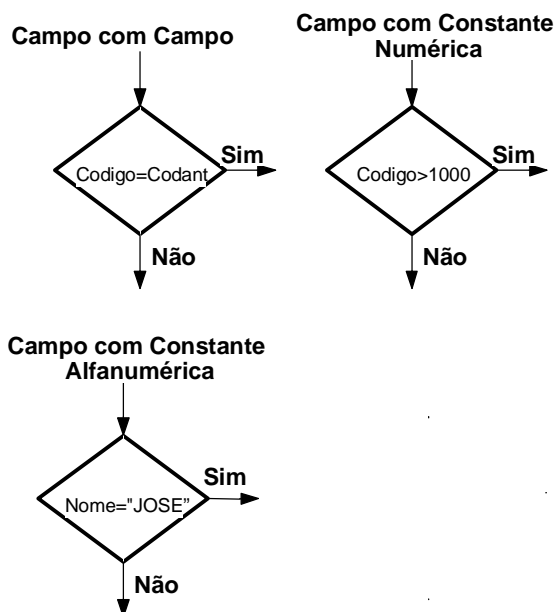 Campo com Campo
Codigo=Codant
Sim
Não
Campo com Constante
Numérica
Codigo>1000
Sim
Não
Campo com Constante
Alfanumérica
Nome="JOSE”
Sim
Não